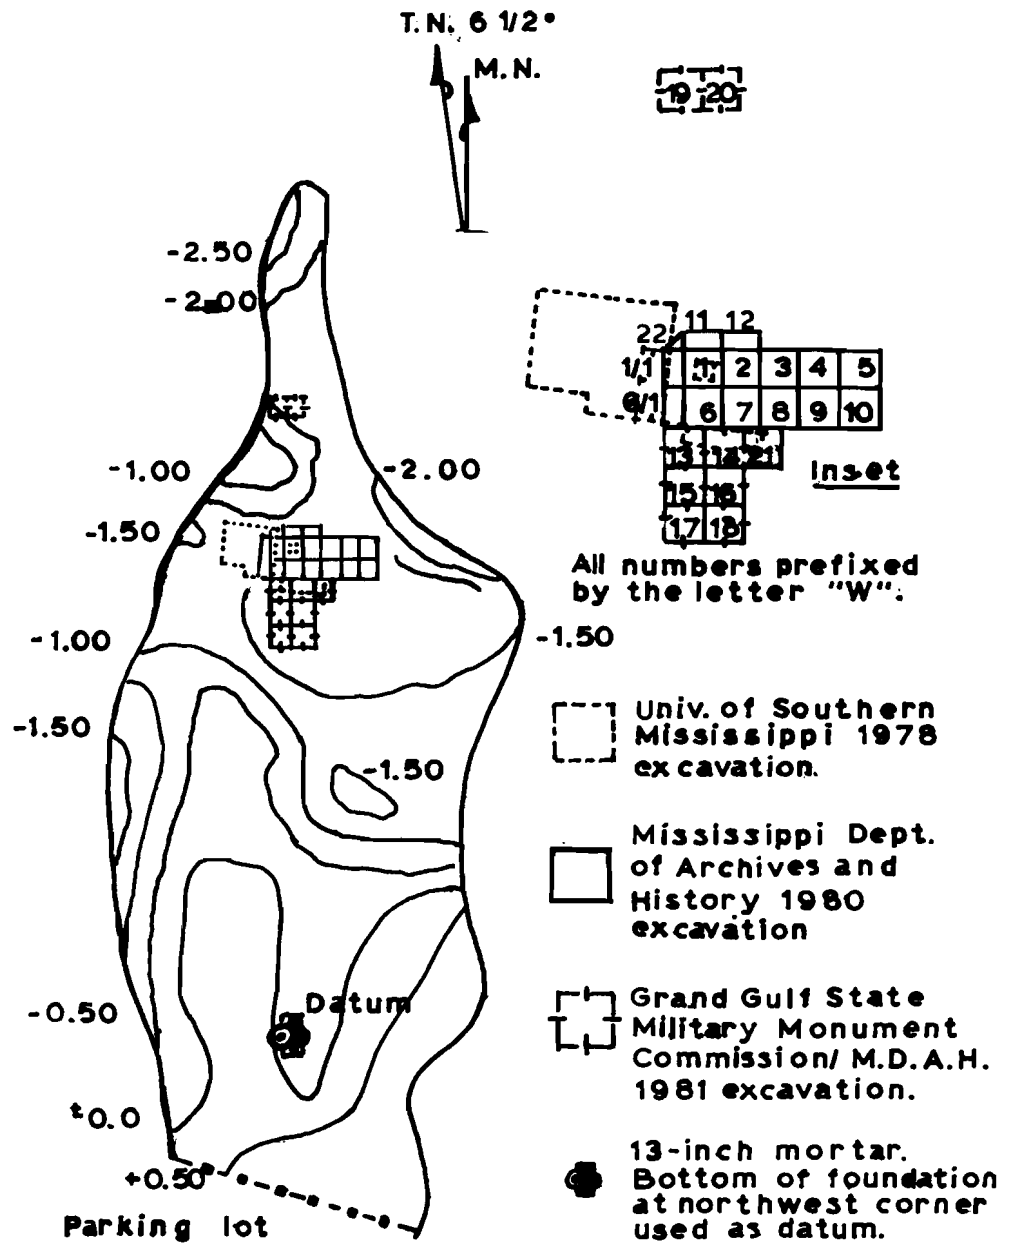 T.N. 6 1/2°
M.N.
19 20
-2.50
-2.00
-1.00
-2.00
-1.50
-1.00
-1.50
-1.50
-1.50
Datum
-0.50
±0.0
+0.50
Parking lot
11 12
22
1/1 1 2 3 4 5
6/1 6 7 8 9 10
13 14 21
15 16
17 18
Inset
All numbers prefixed
by the letter "W".
Univ. of Southern
Mississippi 1978
excavation.
Mississippi Dept.
of Archives and
History 1980
excavation
Grand Gulf State
Military Monument
Commission/ M.D.A.H.
1981 excavation.
13-inch mortar.
Bottom of foundation
at northwest corner
used as datum.